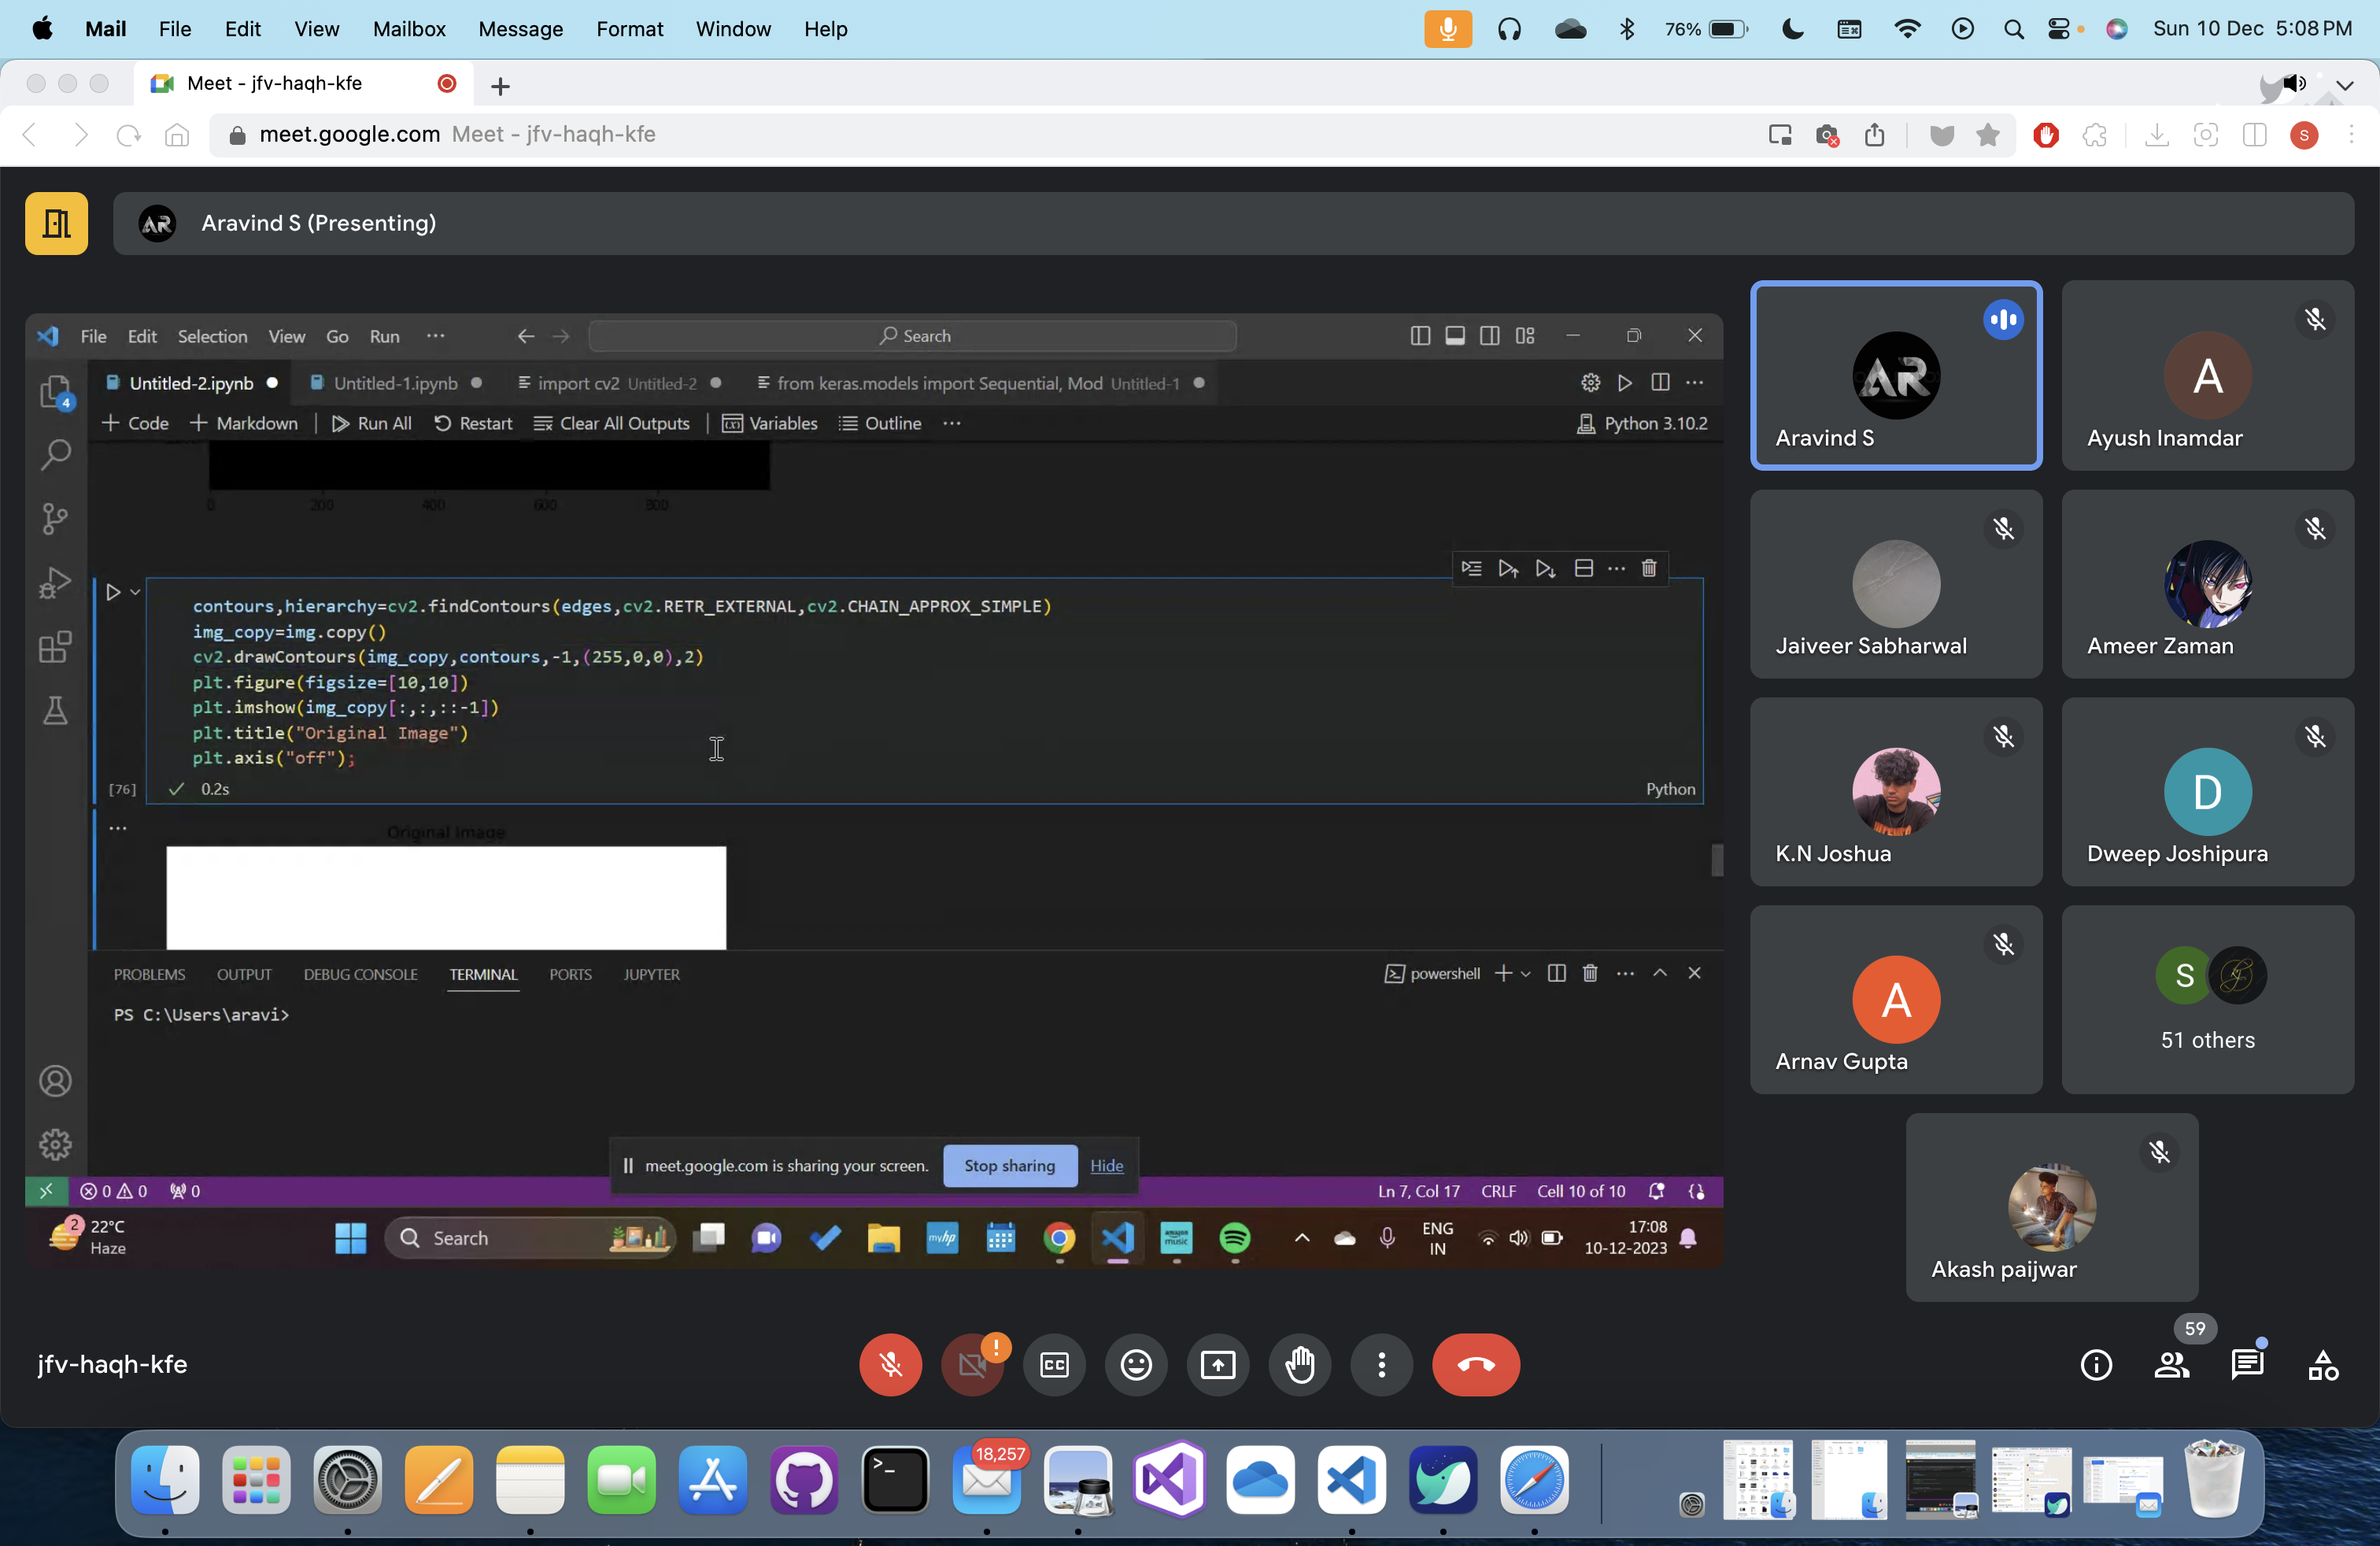 Mail File Edit View Mailbox Message Format Window Help 76% Sun 10 Dec 5:08 PM
Meet - jfv-haqh-kfe
meet.google.com Meet - jfv-haqh-kfe S
AR Aravind S (Presenting)
File Edit Selection View Go Run ··· Search
4 Untitled-2.ipynb Untitled-1.ipynb import cv2 Untitled-2 from keras.models import Sequential, Mod Untitled-1
+ Code + Markdown Run All Restart Clear All Outputs Variables Outline ··· Python 3.10.2
0 200 400 600 800
contours,hierarchy=cv2.findContours(edges,cv2.RETR_EXTERNAL,cv2.CHAIN_APPROX_SIMPLE)
img_copy=img.copy()
cv2.drawContours(img_copy,contours,-1,(255,0,0),2)
plt.figure(figsize=[10,10])
plt.imshow(img_copy[:,:,::-1])
plt.title("Original Image")
plt.axis("off");
[76] 0.2s Python
Original Image
PROBLEMS OUTPUT DEBUG CONSOLE TERMINAL PORTS JUPYTER powershell
PS C:\Users\aravi>
meet.google.com is sharing your screen. Stop sharing Hide
0 0 0 Ln 7, Col 17 CRLF Cell 10 of 10
2 22°C
Haze
Search myhp amazon music ENG
IN
17:08
10-12-2023
AR
Aravind S
A
Ayush Inamdar
Jaiveer Sabharwal
Ameer Zaman
K.N Joshua
D
Dweep Joshipura
A
Arnav Gupta
S
51 others
Akash paijwar
jfv-haqh-kfe ! CC 59
18,257